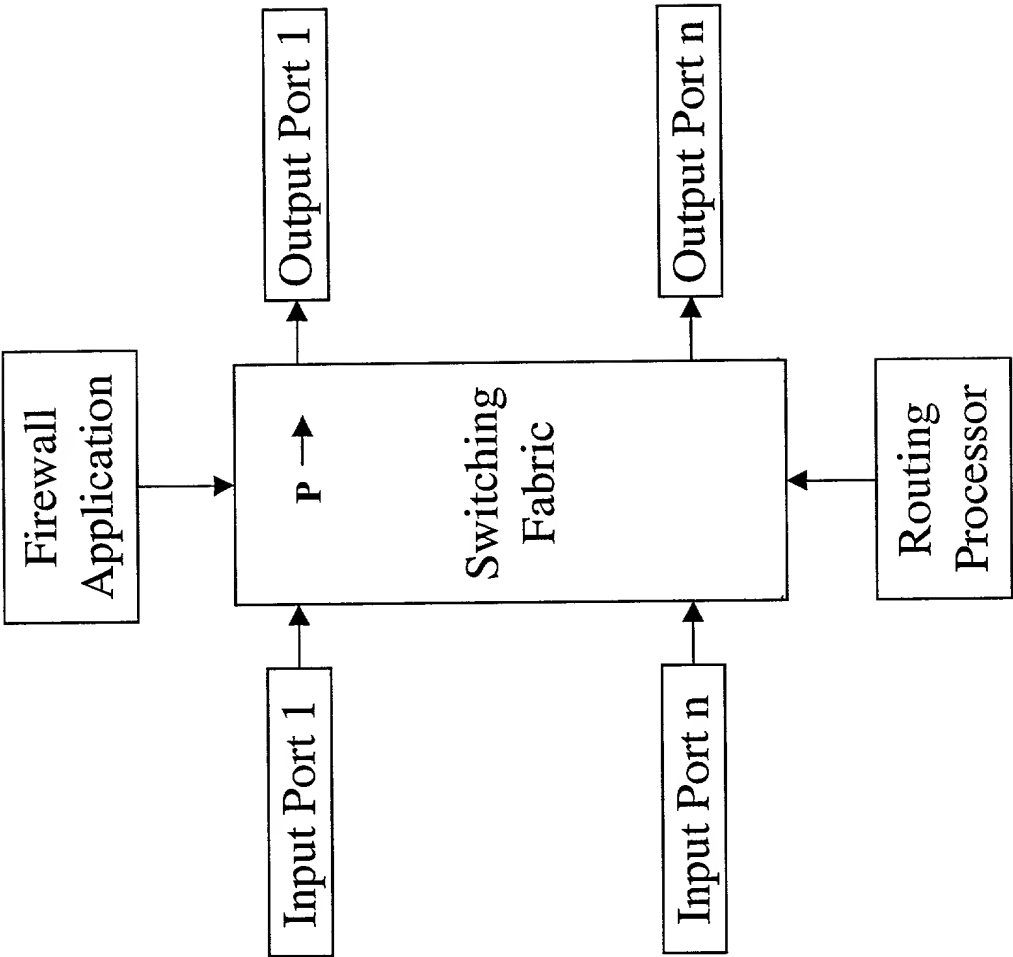 Firewall
Application
Input Port 1
P
Output Port 1
Switching
Fabric
Input Port n
Output Port n
Routing
Processor